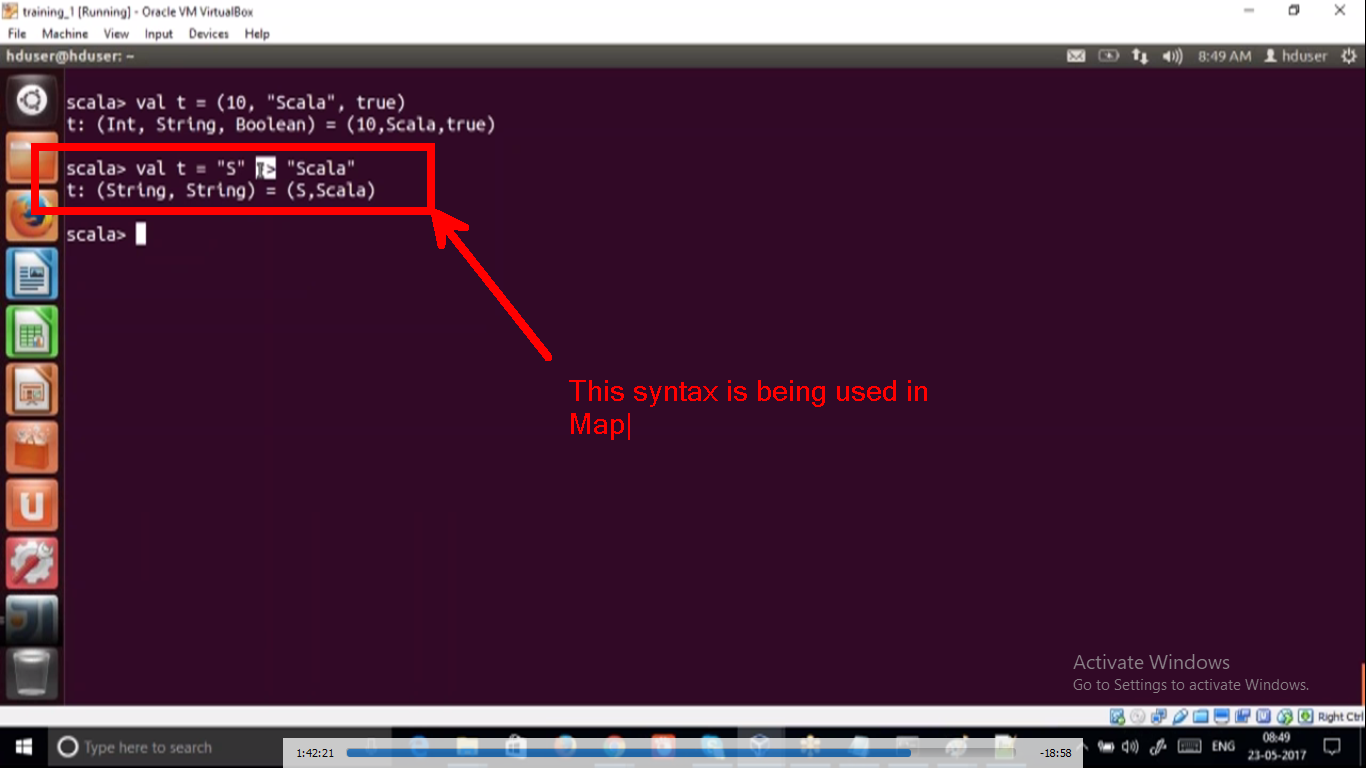 training_1 [Running] - Oracle VM VirtualBox
File Machine View Input Devices Help
hduser@hduser: ~
8:49 AM hduser
scala> val t = (10, "Scala", true)
t: (Int, String, Boolean) = (10,Scala,true)
scala> val t = "S" > "Scala"
t: (String, String) = (S,Scala)
scala>
This syntax is being used in
Map
Activate Windows
Go to Settings to activate Windows.
Right Ctrl
Type here to search
1:42:21
-18:58
ENG
08:49
23-05-2017